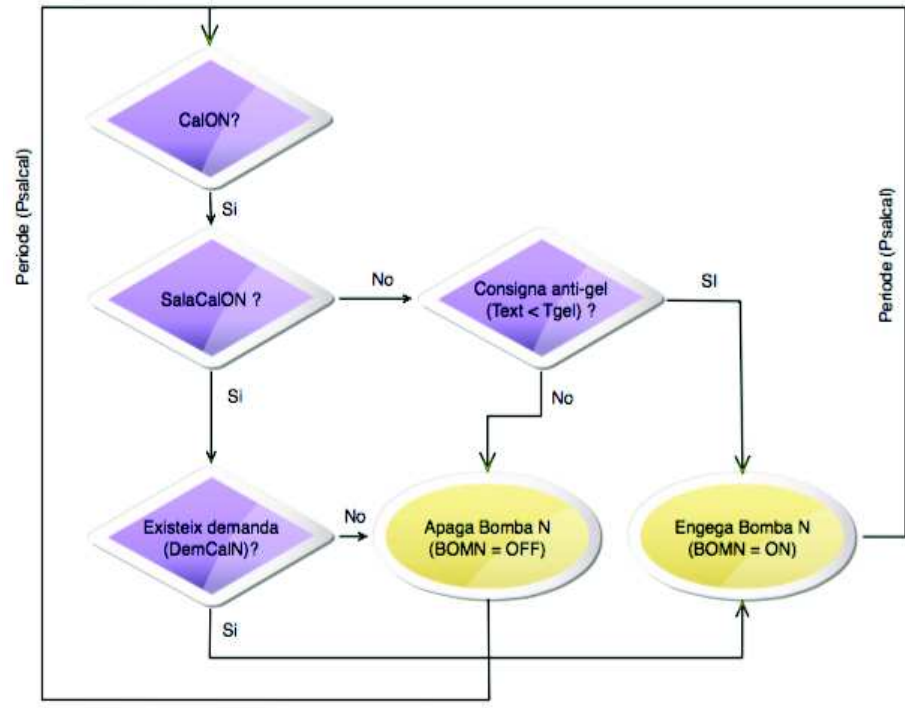 CalON?
Si
Periode (Psalcal)
Periode (Psalcal)
SalaCalON ?
No
Consigna anti-gel
(Text < Tgel) ?
SI
Si
No
Existeix demanda
(DemCalN)?
No
Apaga Bomba N
(BOMN = OFF)
Engega Bomba N
(BOMN = ON)
Si